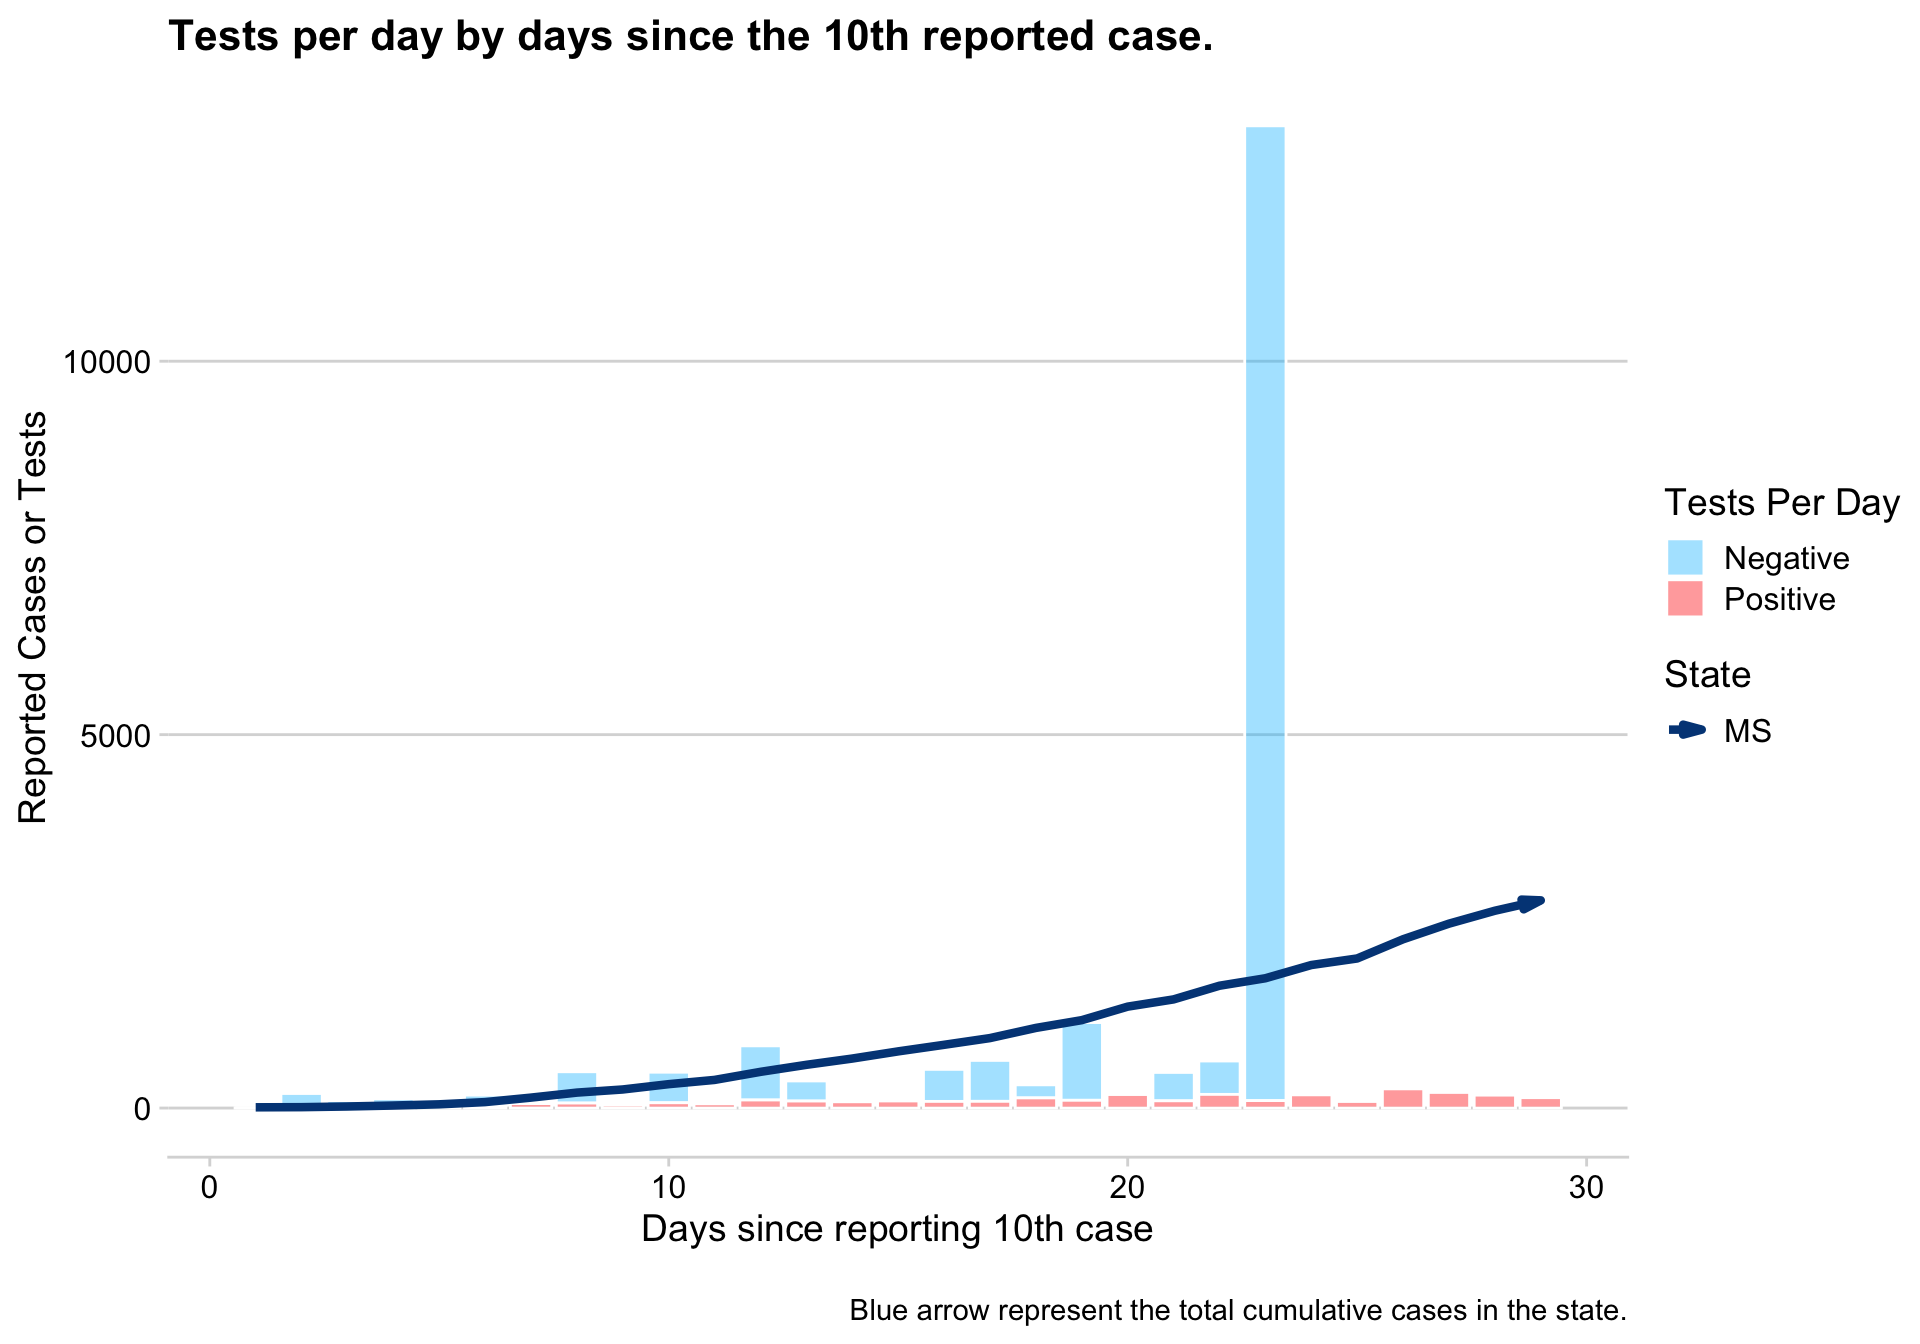 Tests per day by days since the 10th reported case.
Reported Cases or Tests
10000
5000
0
0 10 20 30
Days since reporting 10th case
Tests Per Day
Negative
Positive
State
MS
Blue arrow represent the total cumulative cases in the state.